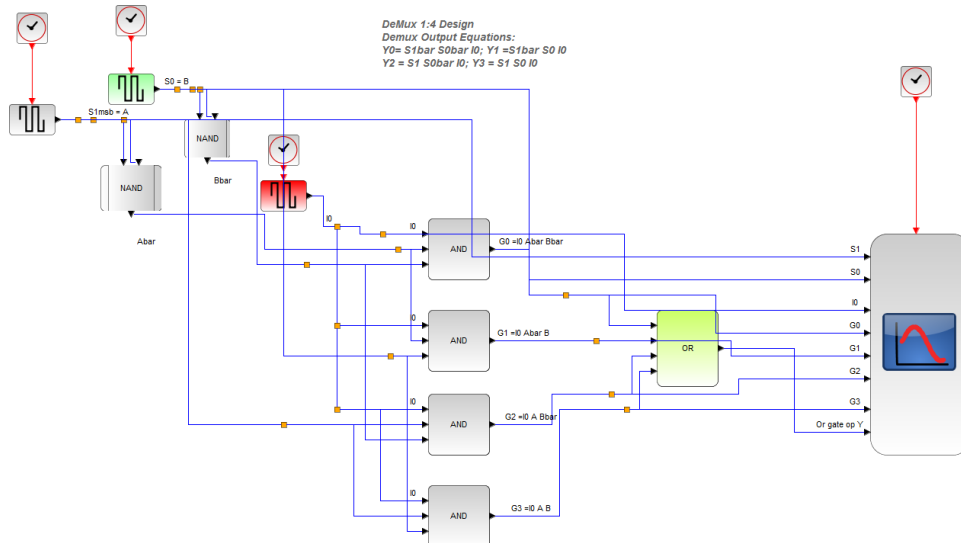 DeMux 1:4 Design
Demux Output Equations:
Y0= S1bar S0bar I0; Y1 =S1bar S0 I0
Y2 = S1 S0bar I0; Y3 = S1 S0 I0
S0 = B
S1msb = A
NAND
NAND
Bbar
Abar
I0
I0
AND
G0 =I0 Abar Bbar
S1
S0
I0
I0
AND
G1 =I0 Abar B
OR
G0
G1
G2
I0
AND
G2 =I0 A Bbar
G3
Or gate op Y
I0
AND
G3 =I0 A B